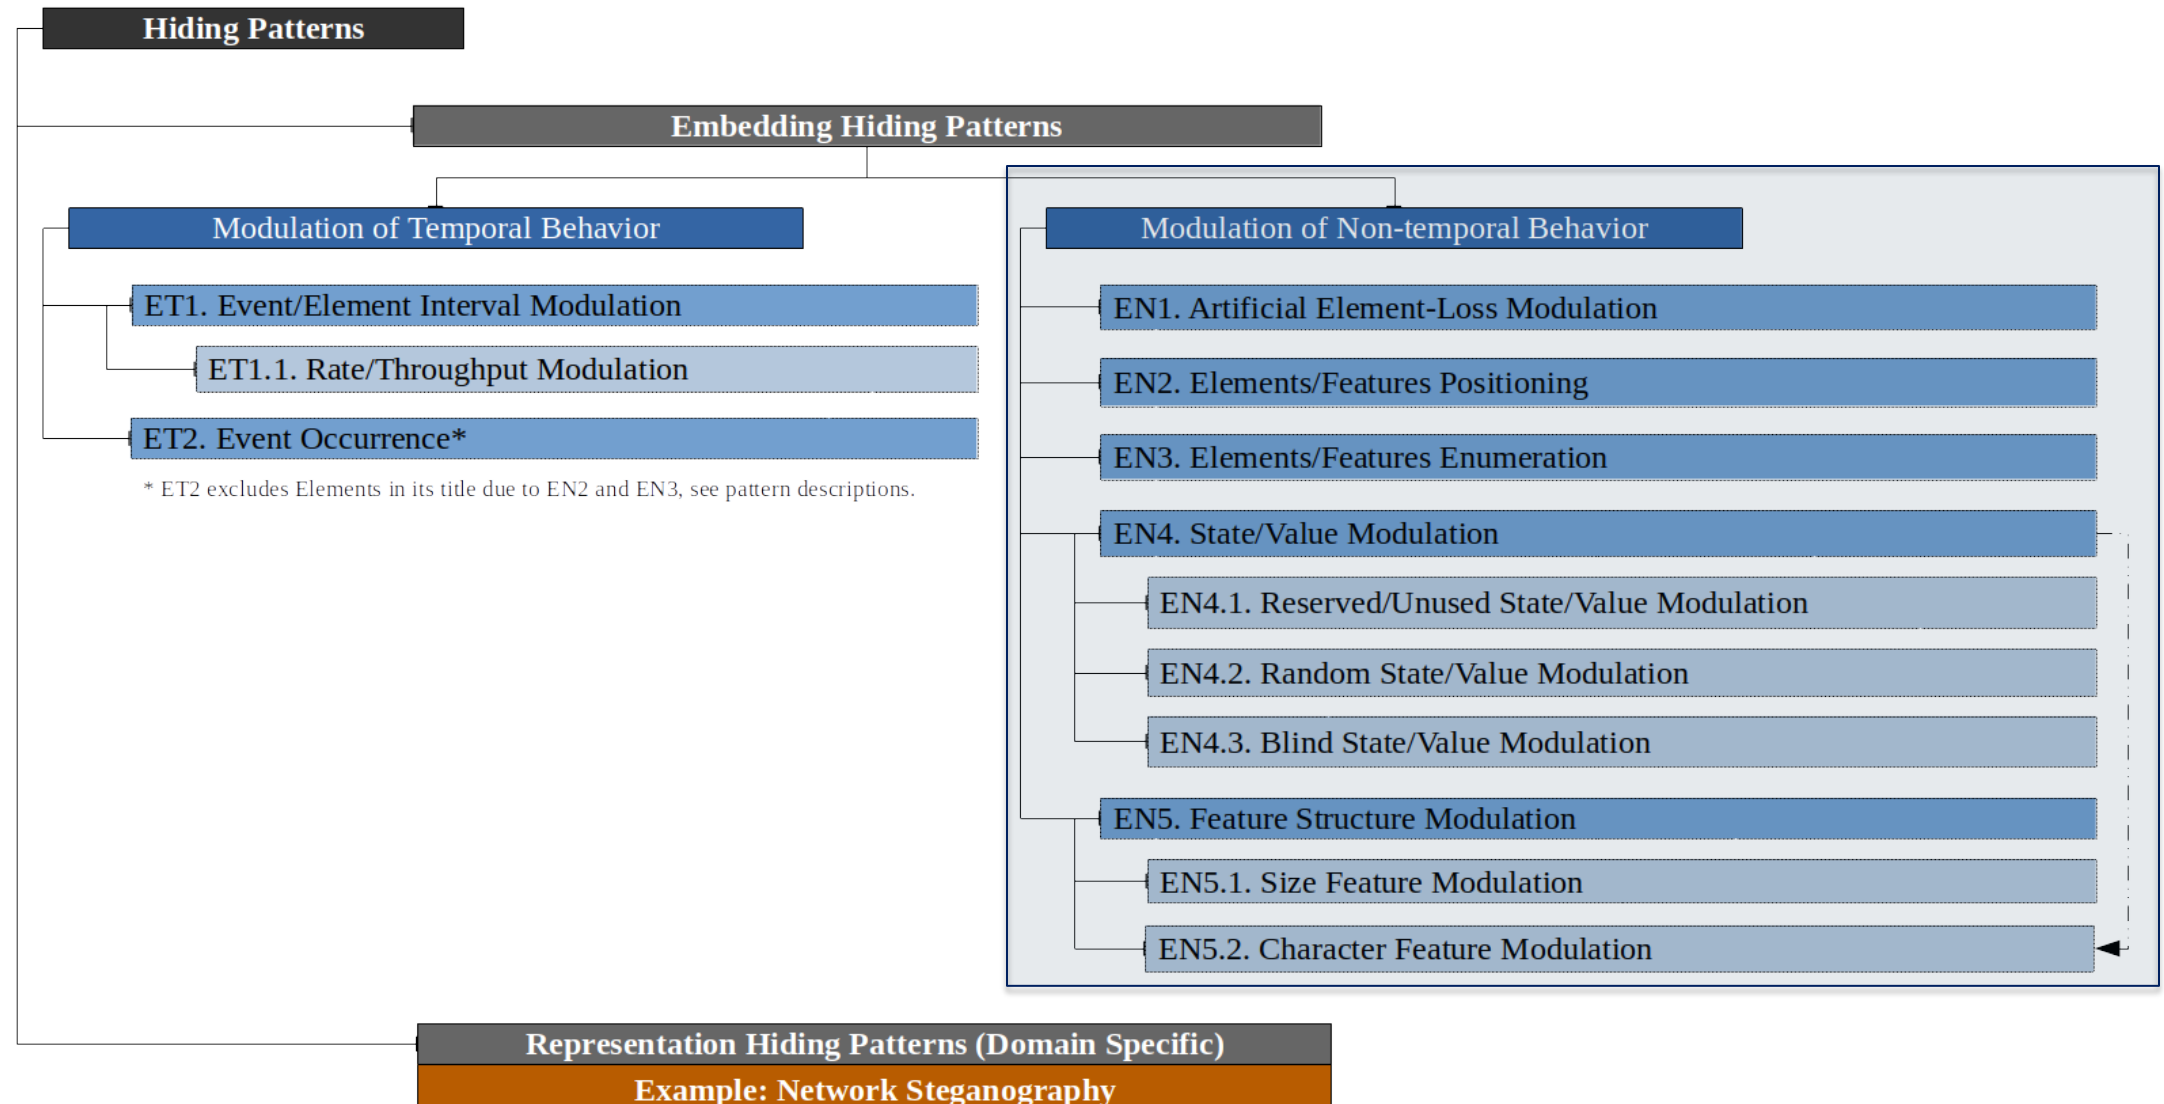 Hiding Patterns
Embedding Hiding Patterns
Modulation of Temporal Behavior
ET1. Event/Element Interval Modulation
ET1.1. Rate/Throughput Modulation
ET2. Event Occurrence*
* ET2 excludes Elements in its title due to EN2 and EN3, see pattern descriptions.
Modulation of Non-temporal Behavior
EN1. Artificial Element-Loss Modulation
EN2. Elements/Features Positioning
EN3. Elements/Features Enumeration
EN4. State/Value Modulation
EN4.1. Reserved/Unused State/Value Modulation
EN4.2. Random State/Value Modulation
EN4.3. Blind State/Value Modulation
EN5. Feature Structure Modulation
EN5.1. Size Feature Modulation
EN5.2. Character Feature Modulation
Representation Hiding Patterns (Domain Specific)
Example: Network Steganography